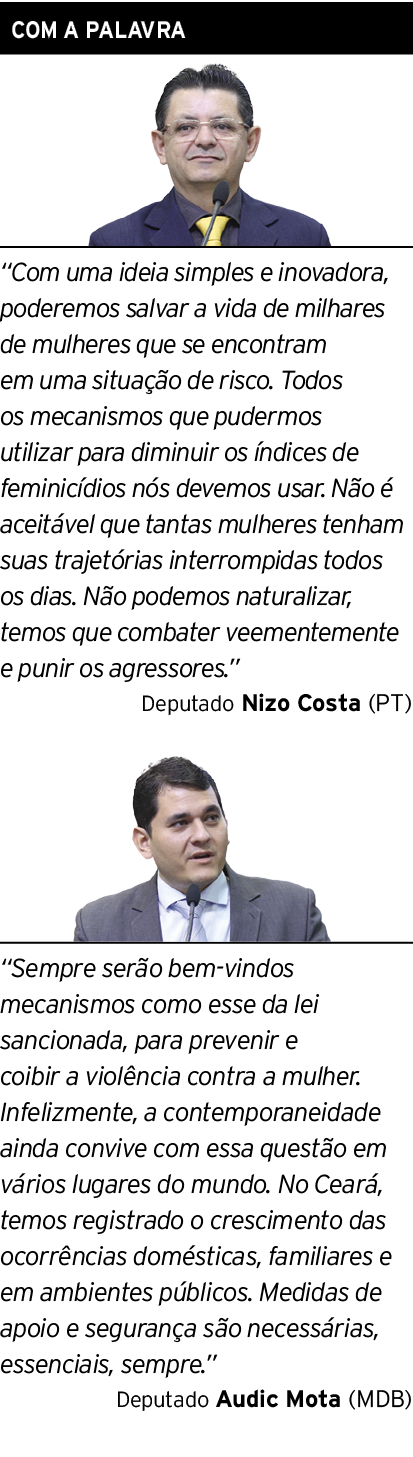 COM A PALAVRA
“Com uma ideia simples e inovadora,
poderemos salvar a vida de milhares
de mulheres que se encontram
em uma situação de risco. Todos
os mecanismos que pudermos
utilizar para diminuir os índices de
feminicídios nós devemos usar. Não é
aceitável que tantas mulheres tenham
suas trajetórias interrompidas todos
os dias. Não podemos naturalizar,
temos que combater veementemente
e punir os agressores.”
Deputado Nizo Costa (PT)
“Sempre serão bem-vindos
mecanismos como esse da lei
sancionada, para prevenir e
coibir a violência contra a mulher.
Infelizmente, a contemporaneidade
ainda convive com essa questão em
vários lugares do mundo. No Ceará,
temos registrado o crescimento das
ocorrências domésticas, familiares e
em ambientes públicos. Medidas de
apoio e segurança são necessárias,
essenciais, sempre.”
Deputado Audic Mota (MDB)